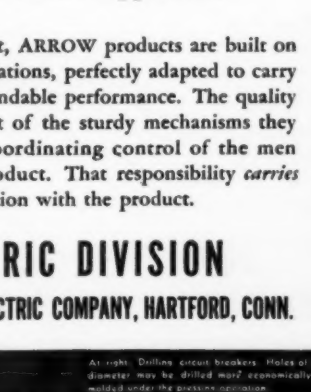 t, ARROW products are built on
ations, perfectly adapted to carry
ndable performance. The quality
t of the sturdy mechanisms they
oordinating control of the men
oduct. That responsibility carries
ion with the product.
RIC DIVISION
CTRIC COMPANY, HARTFORD, CONN.
At right: Drilling circuit breakers. Holes of
diameter may be drilled more economically
molded under the pressing operation